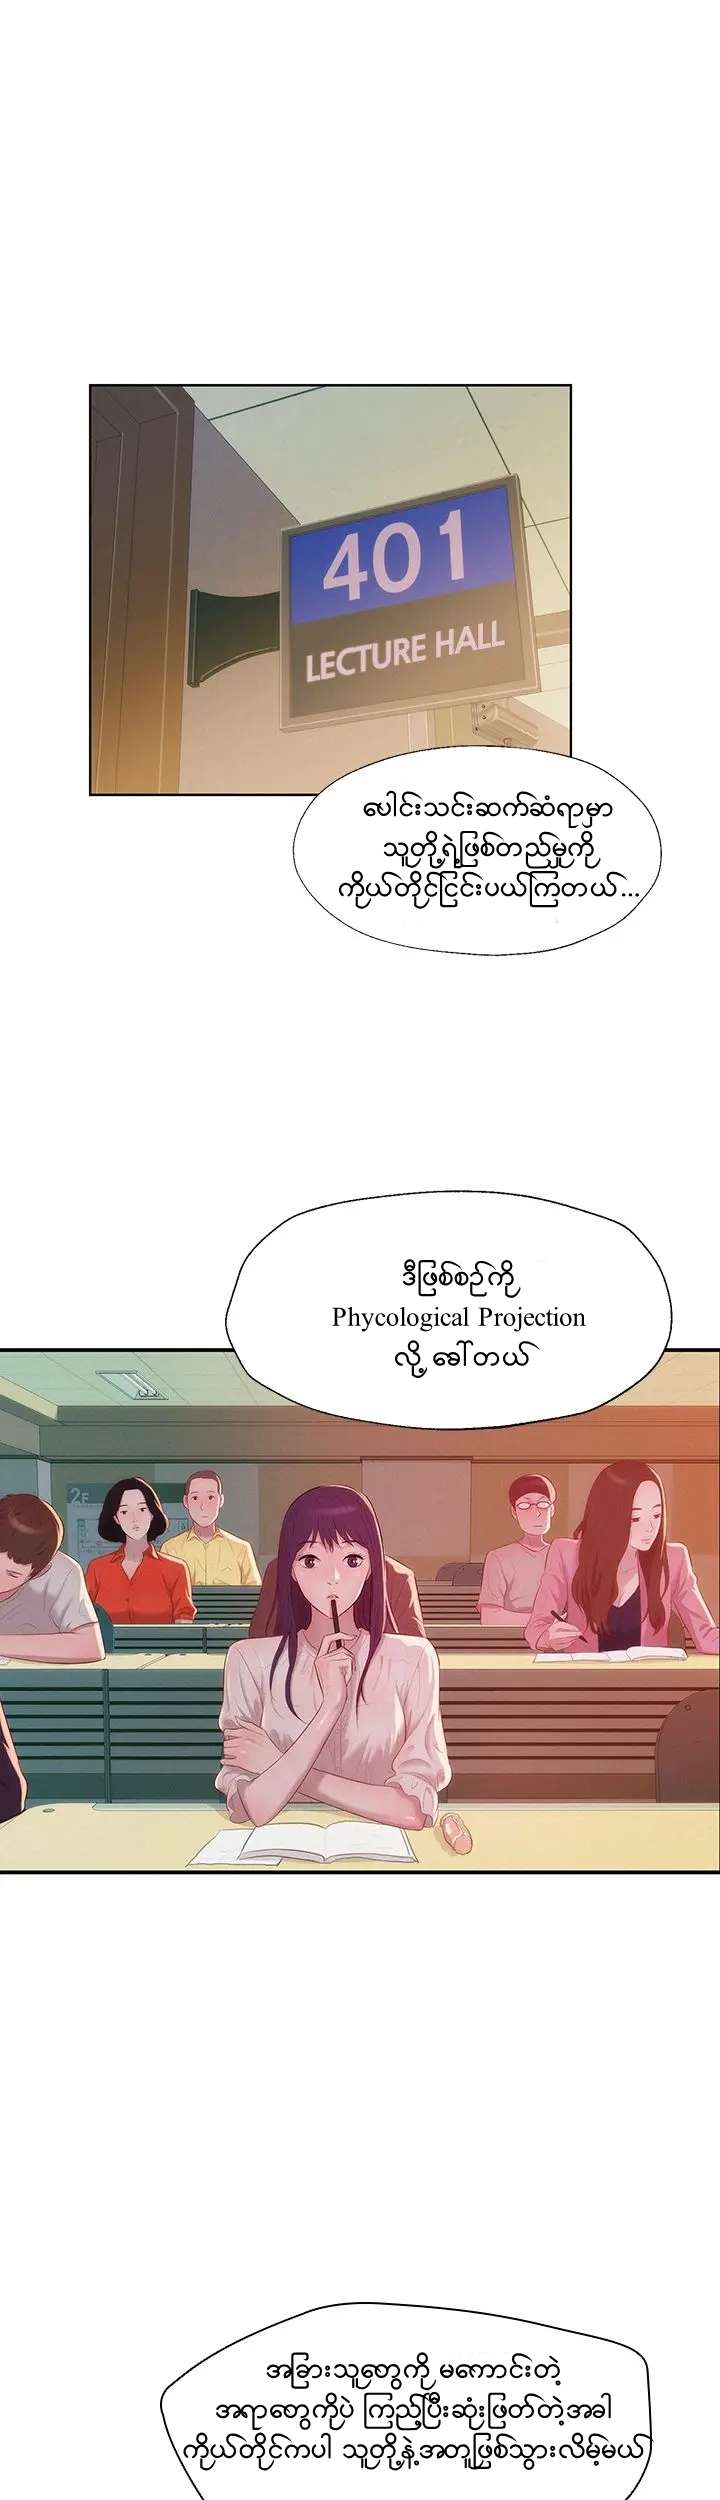 401
LECTURE HALL
ပေါင်းသင်းဆက်ဆံရာမှာ
သူတို့ရဲ့ဖြစ်တည်မှုကို
ကိုယ်တိုင်ငြင်းပယ်ကြတယ်...
ဒီဖြစ်စဉ်ကို
Phycological Projection
လို့ ခေါ်တယ်
2F
အခြားသူတွေကို မကောင်းတဲ့
အရာတွေကိုပဲ ကြည့်ပြီးဆုံးဖြတ်တဲ့အခါ
ကိုယ်တိုင်ကပါ သူတို့နဲ့အတူဖြစ်သွားလိမ့်မယ်